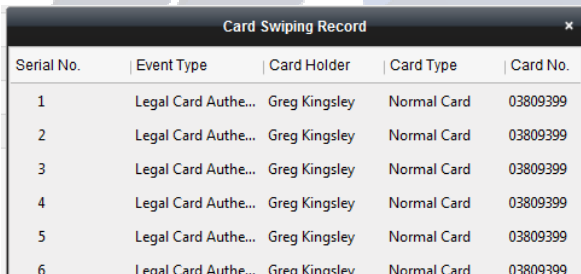 Card Swiping Record ×
Serial No. Event Type Card Holder Card Type Card No.
1 Legal Card Authe... Greg Kingsley Normal Card 03809399
2 Legal Card Authe... Greg Kingsley Normal Card 03809399
3 Legal Card Authe... Greg Kingsley Normal Card 03809399
4 Legal Card Authe... Greg Kingsley Normal Card 03809399
5 Legal Card Authe... Greg Kingsley Normal Card 03809399
6 Legal Card Authe... Greg Kingsley Normal Card 03809399